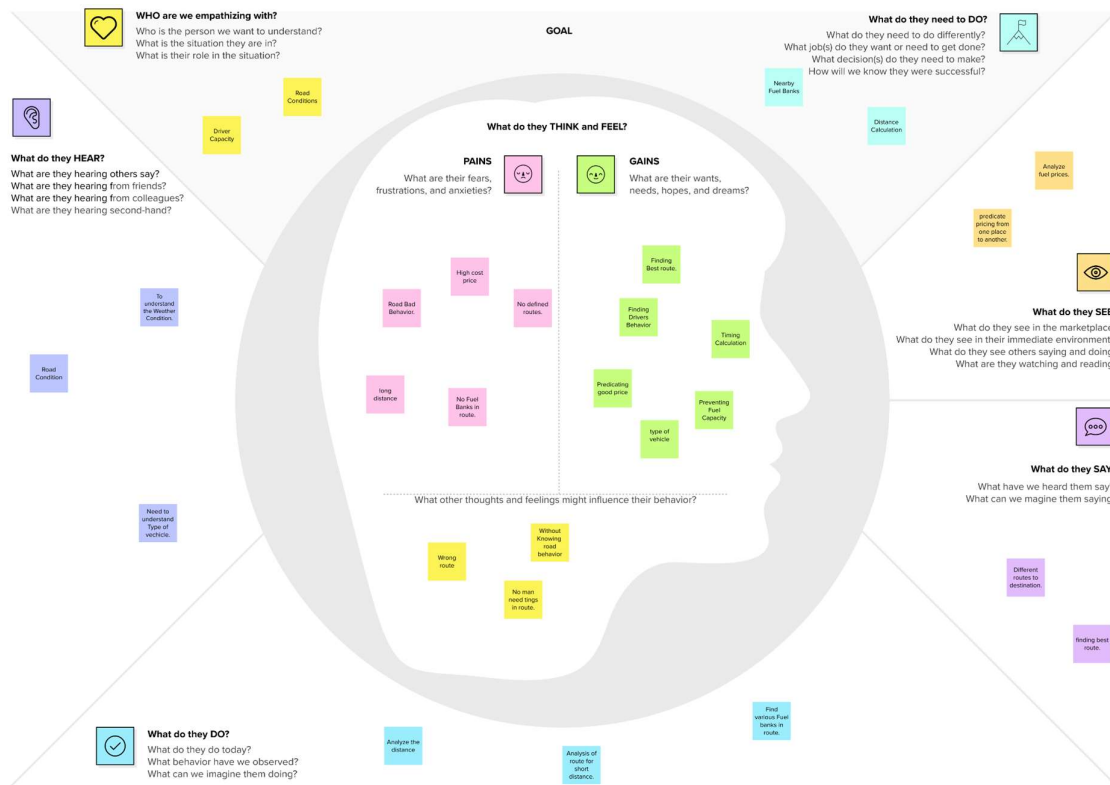 WHO are we empathizing with?
Who is the person we want to understand?
What is the situation they are in?
What is their role in the situation?
GOAL
What do they need to DO?
What do they need to do differently?
What job(s) do they want or need to get done?
What decision(s) do they need to make?
How will we know they were successful?
Road
Conditions
Driver
Capacity
Nearby
Fuel Banks
Distance
Calculation
What do they HEAR?
What are they hearing others say?
What are they hearing from friends?
What are they hearing from colleagues?
What are they hearing second-hand?
To
understand
the Weather
Condition.
Road
Condition
Need to
understand
Type of
vechicle.
What do they THINK and FEEL?
PAINS
What are their fears,
frustrations, and anxieties?
GAINS
What are their wants,
needs, hopes, and dreams?
High cost
price
Road Bad
Behavior.
No defined
routes.
long
distance
No Fuel
Banks in
route.
Finding
Best route.
Finding
Drivers
Behavior
Timing
Calculation
Predicating
good price
Preventing
Fuel
Capacity
type of
vehicle
What other thoughts and feelings might influence their behavior?
Without
Knowing
road
behavior
Wrong
route
No man
need tings
in route.
Analyze
fuel prices.
predicate
pricing from
one place
to another.
What do they SEE
What do they see in the marketplace
What do they see in their immediate environment
What do they see others saying and doing
What are they watching and reading
What do they SAY
What have we heard them say
What can we magine them saying
Different
routes to
destination.
finding best
route.
What do they DO?
What do they do today?
What behavior have we observed?
What can we imagine them doing?
Analyze the
distance
Analysis of
route for
short
distance.
Find
various Fuel
banks in
route.